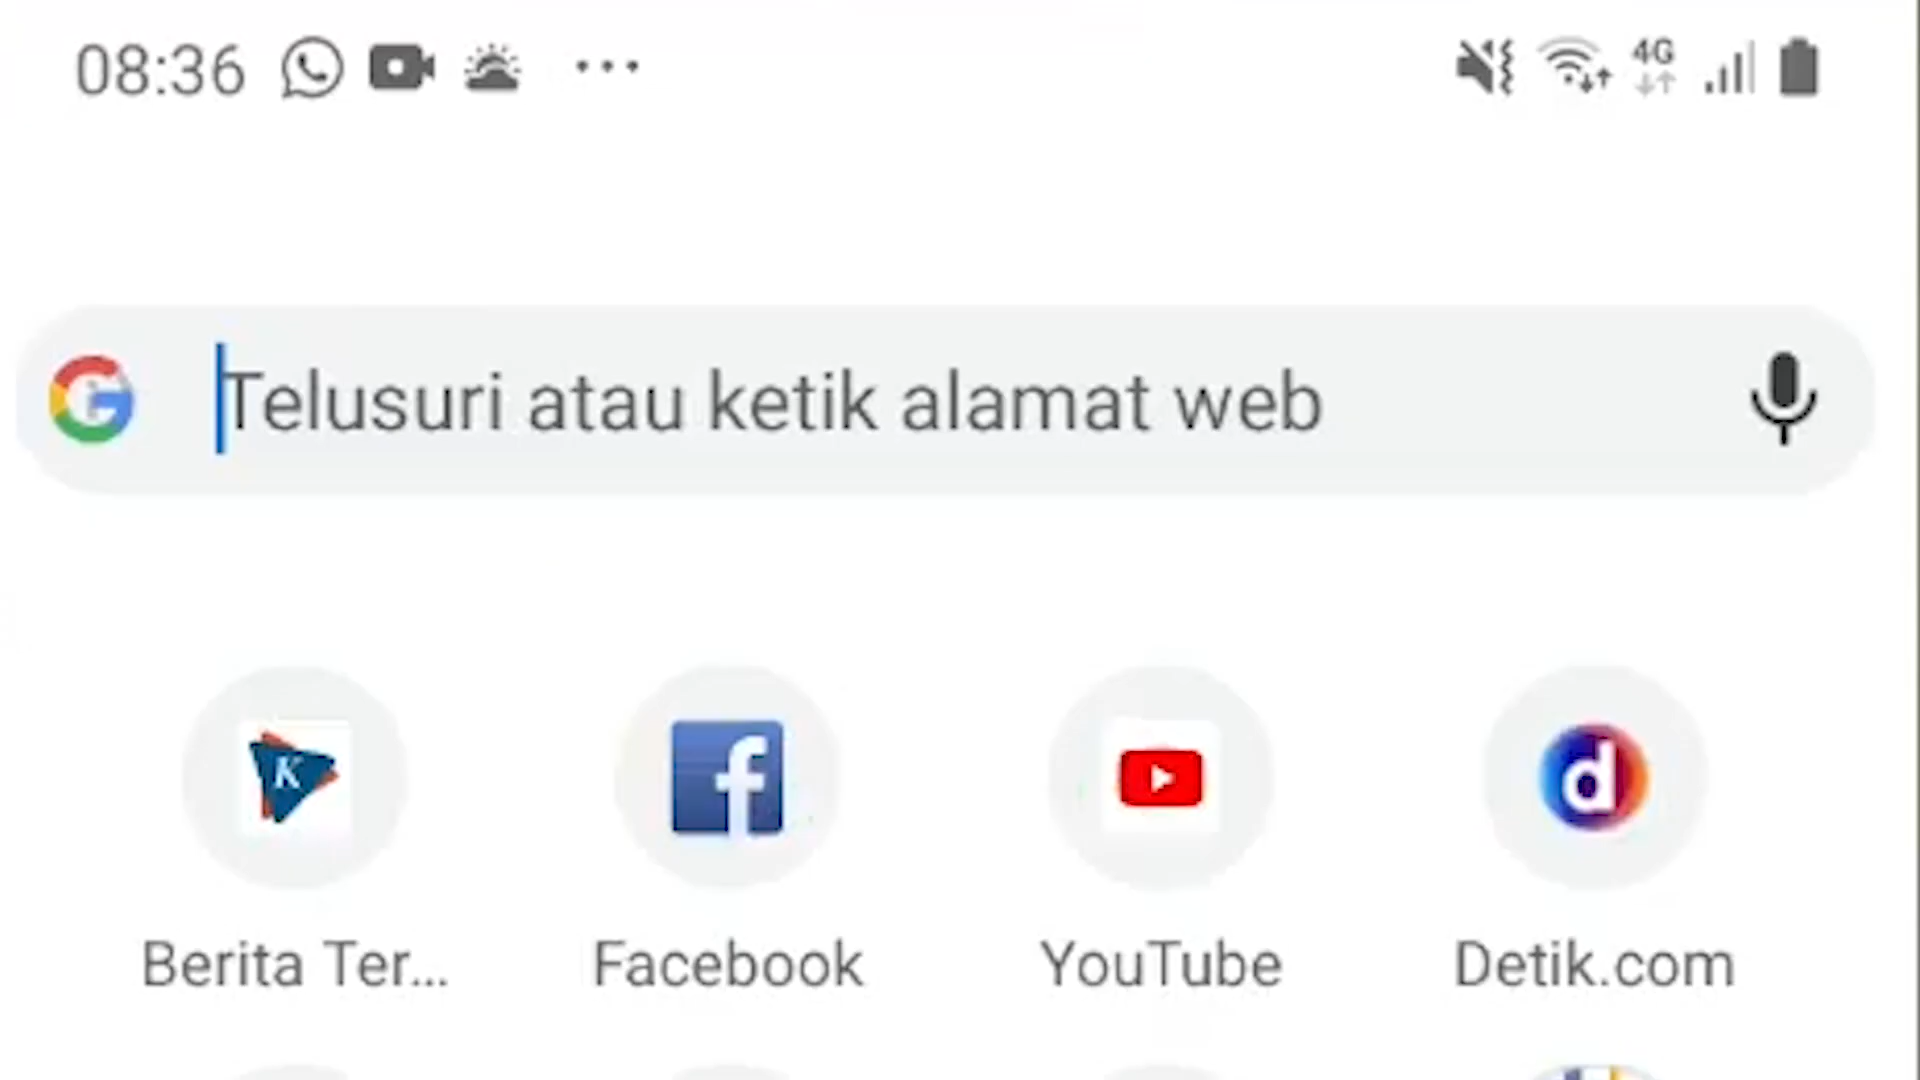 08:36 4G
Telusuri atau ketik alamat web
Berita Ter... Facebook YouTube Detik.com